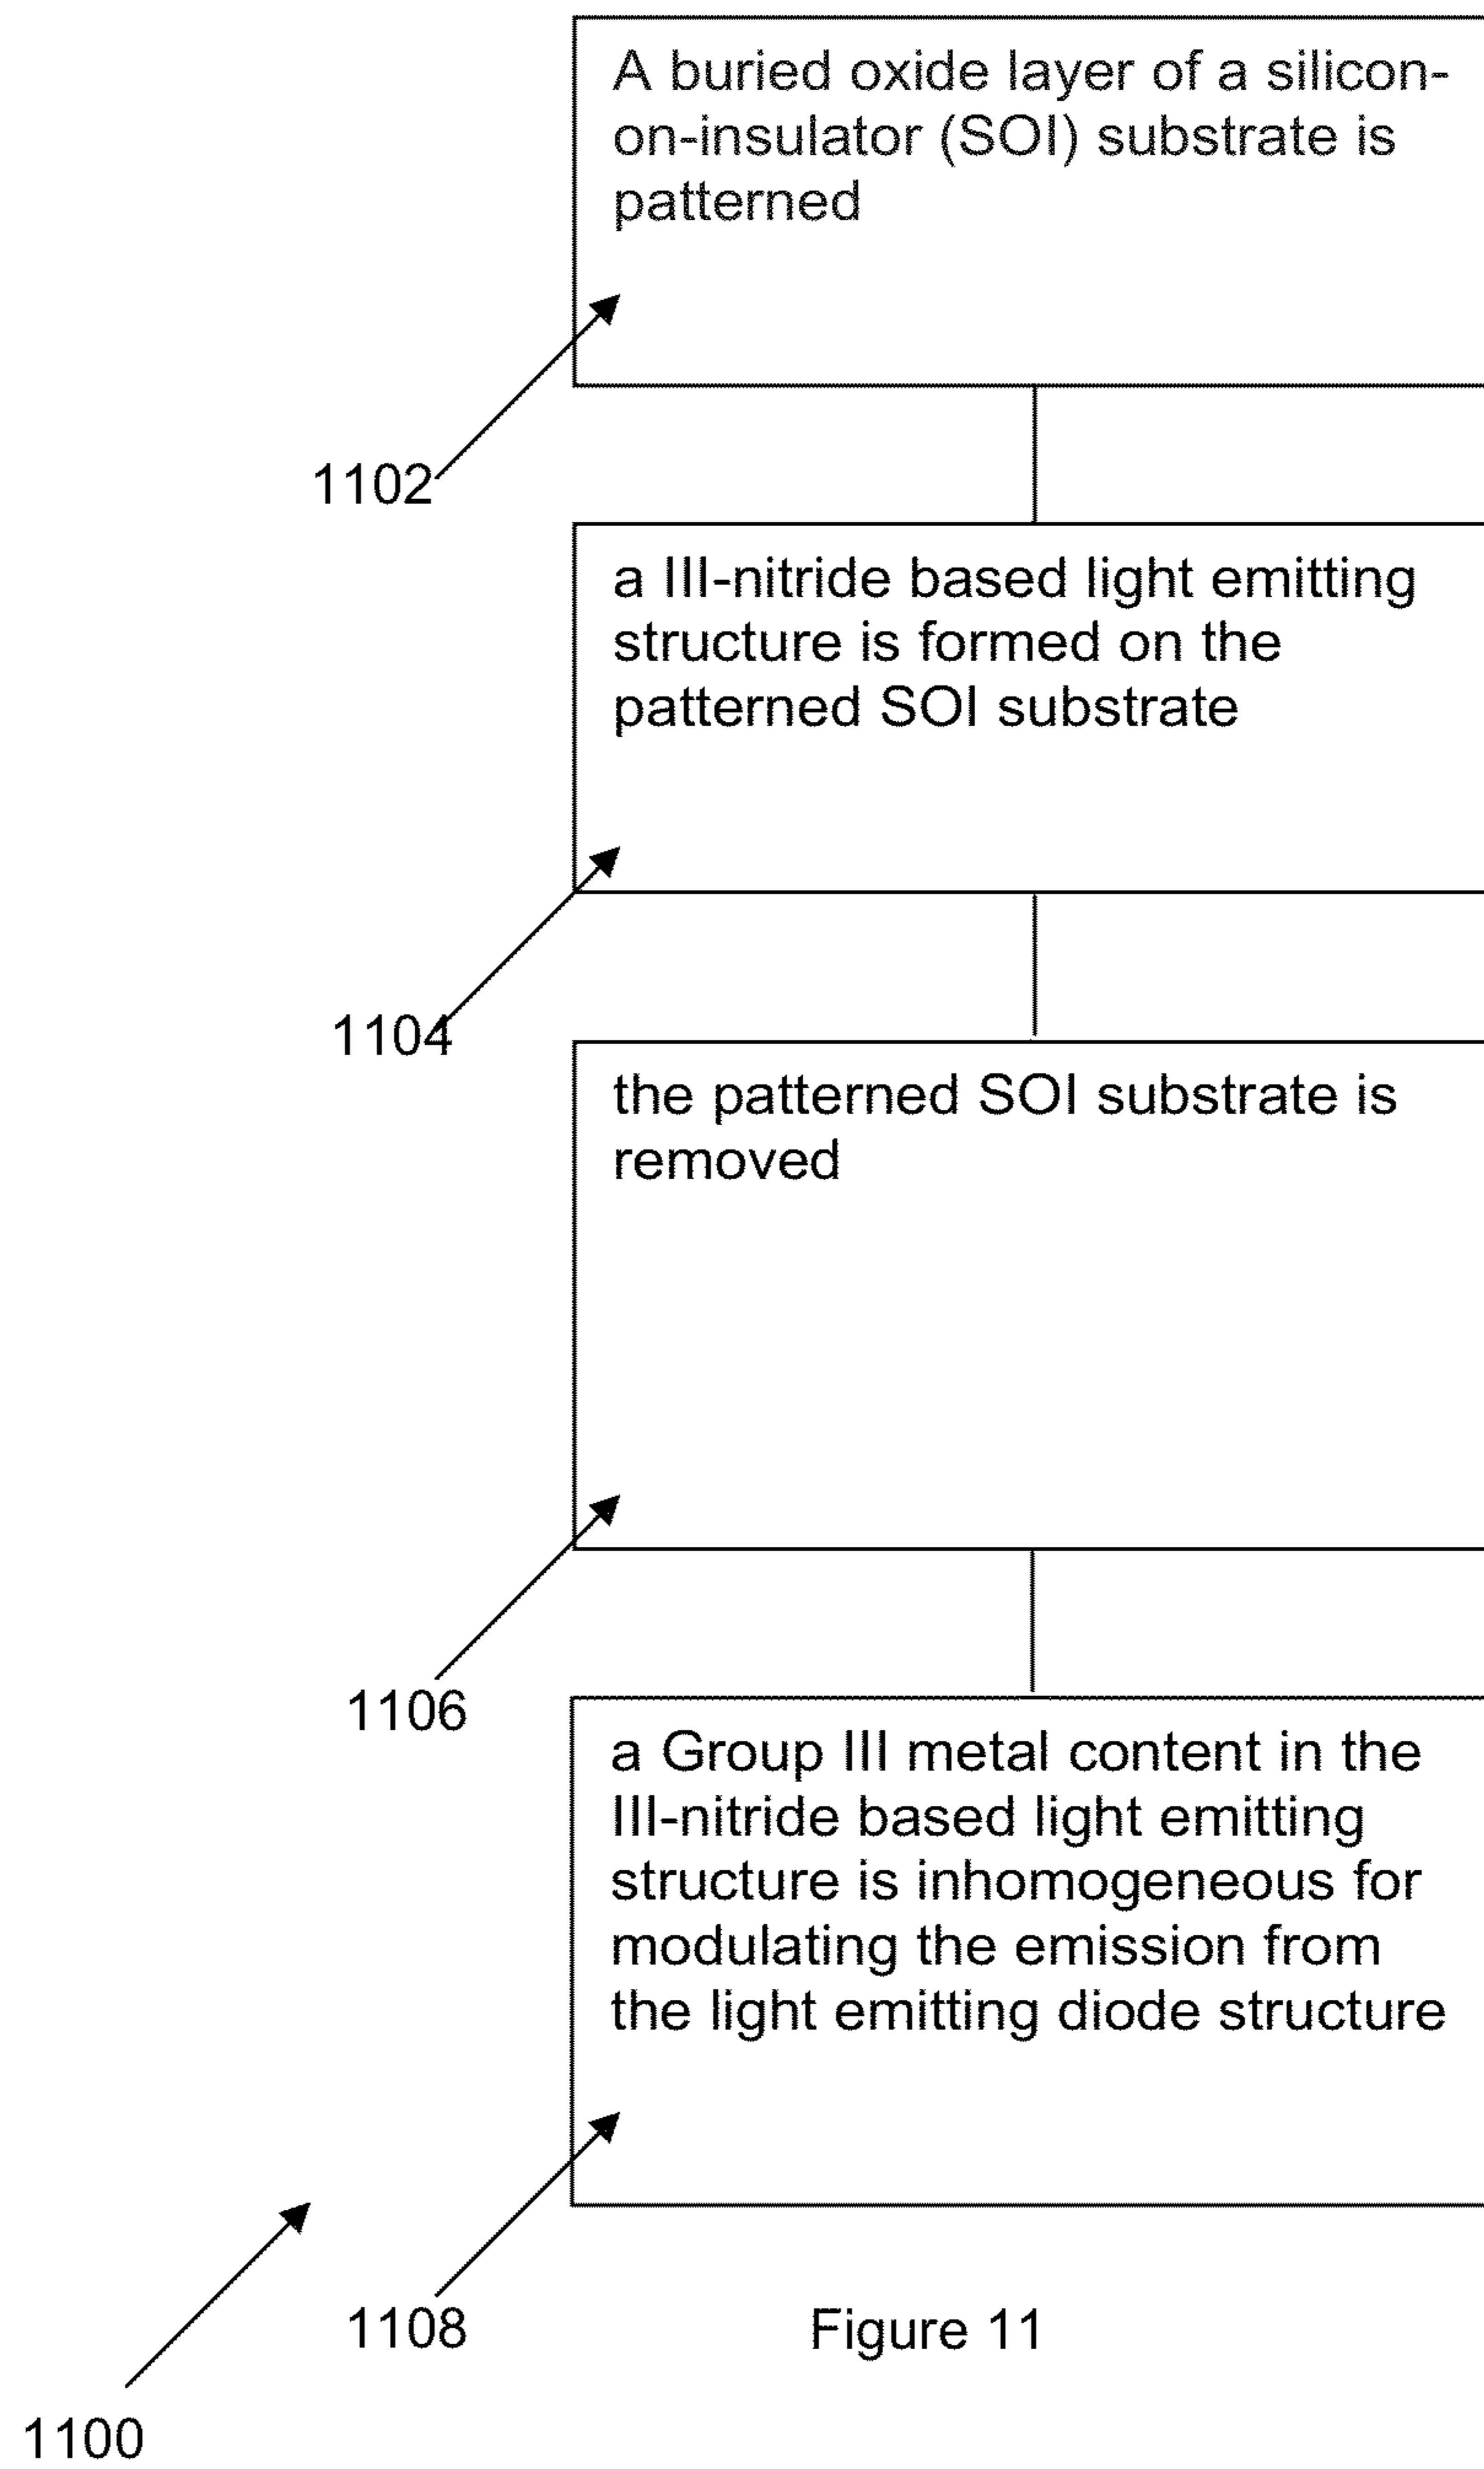 A buried oxide layer of a silicon-
on-insulator (SOI) substrate is
patterned
1102
a III-nitride based light emitting
structure is formed on the
patterned SOI substrate
1104
the patterned SOI substrate is
removed
1106
a Group III metal content in the
III-nitride based light emitting
structure is inhomogeneous for
modulating the emission from
the light emitting diode structure
1108
Figure 11
1100